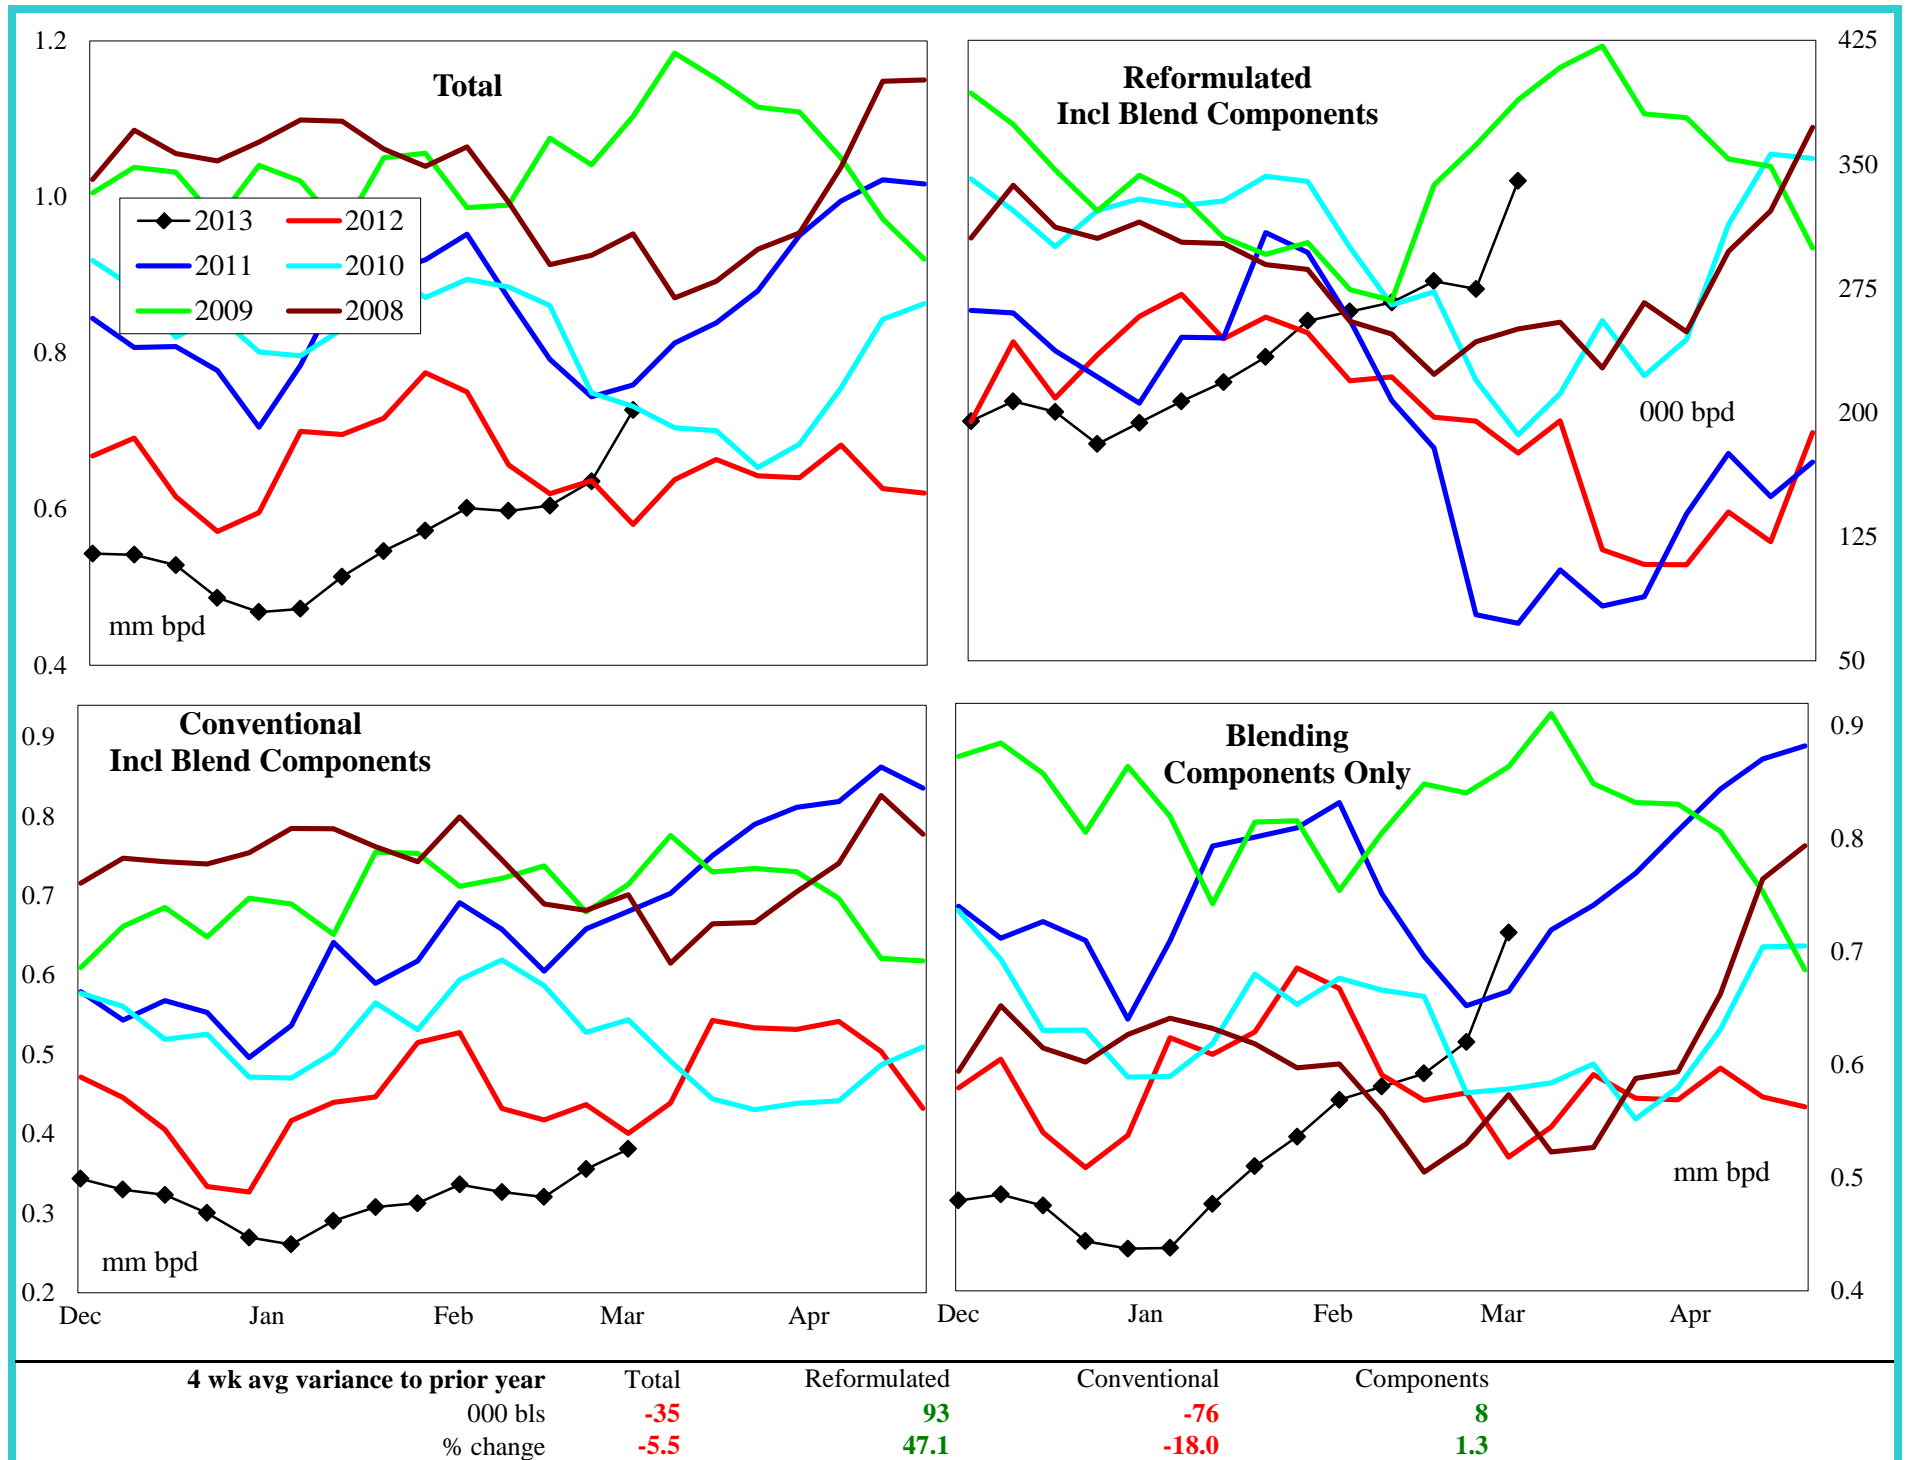 Total
1.2
1.0
0.8
0.6
0.4
2013 2012
2011 2010
2009 2008
mm bpd
Reformulated
Incl Blend Components
425
350
275
200
125
50
000 bpd
Conventional
Incl Blend Components
0.9
0.8
0.7
0.6
0.5
0.4
0.3
0.2
mm bpd
Dec Jan Feb Mar Apr
Blending
Components Only
0.9
0.8
0.7
0.6
0.5
0.4
mm bpd
Dec Jan Feb Mar Apr
4 wk avg variance to prior year Total Reformulated Conventional Components
000 bls -35 93 -76 8
% change -5.5 47.1 -18.0 1.3